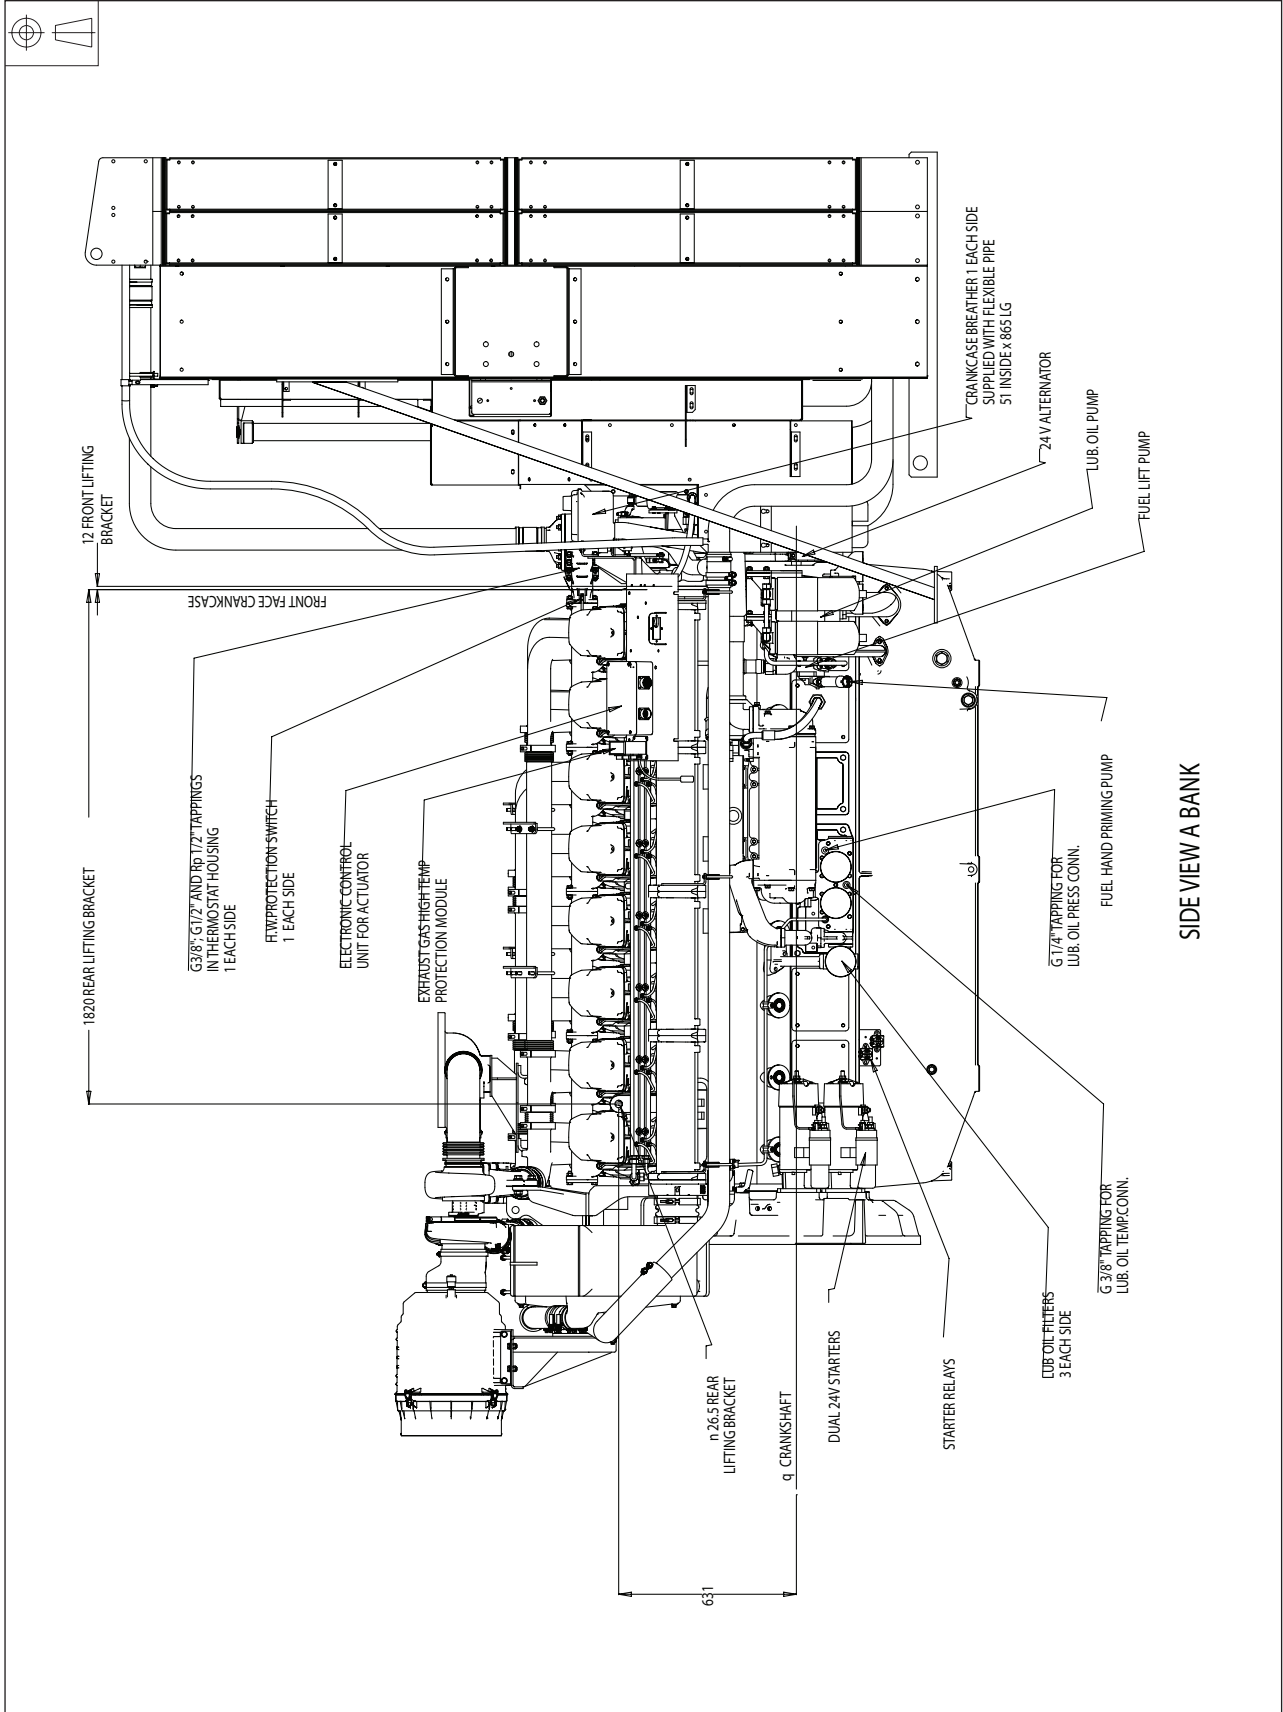 1820 REAR LIFTING BRACKET
12 FRONT LIFTING
BRACKET
FRONT FACE CRANKCASE
G3/8"; G1/2" AND Rp 1/2" TAPPINGS
IN THERMOSTAT HOUSING
1 EACH SIDE
H.W.PROTECTION SWITCH
1 EACH SIDE
ELECTRONIC CONTROL
UNIT FOR ACTUATOR
EXHAUST GAS HIGH TEMP
PROTECTION MODULE
CRANKCASE BREATHER 1 EACH SIDE
SUPPLIED WITH FLEXIBLE PIPE
51 INSIDE x 865 LG
24 V ALTERNATOR
LUB. OIL PUMP
FUEL LIFT PUMP
631
n 26.5 REAR
LIFTING BRACKET
q CRANKSHAFT
DUAL 24V STARTERS
STARTER RELAYS
LUB OIL FILTERS
3 EACH SIDE
G 3/8" TAPPING FOR
LUB. OIL TEMP.CONN.
G 1/4" TAPPING FOR
LUB. OIL PRESS CONN.
FUEL HAND PRIMING PUMP
SIDE VIEW A BANK